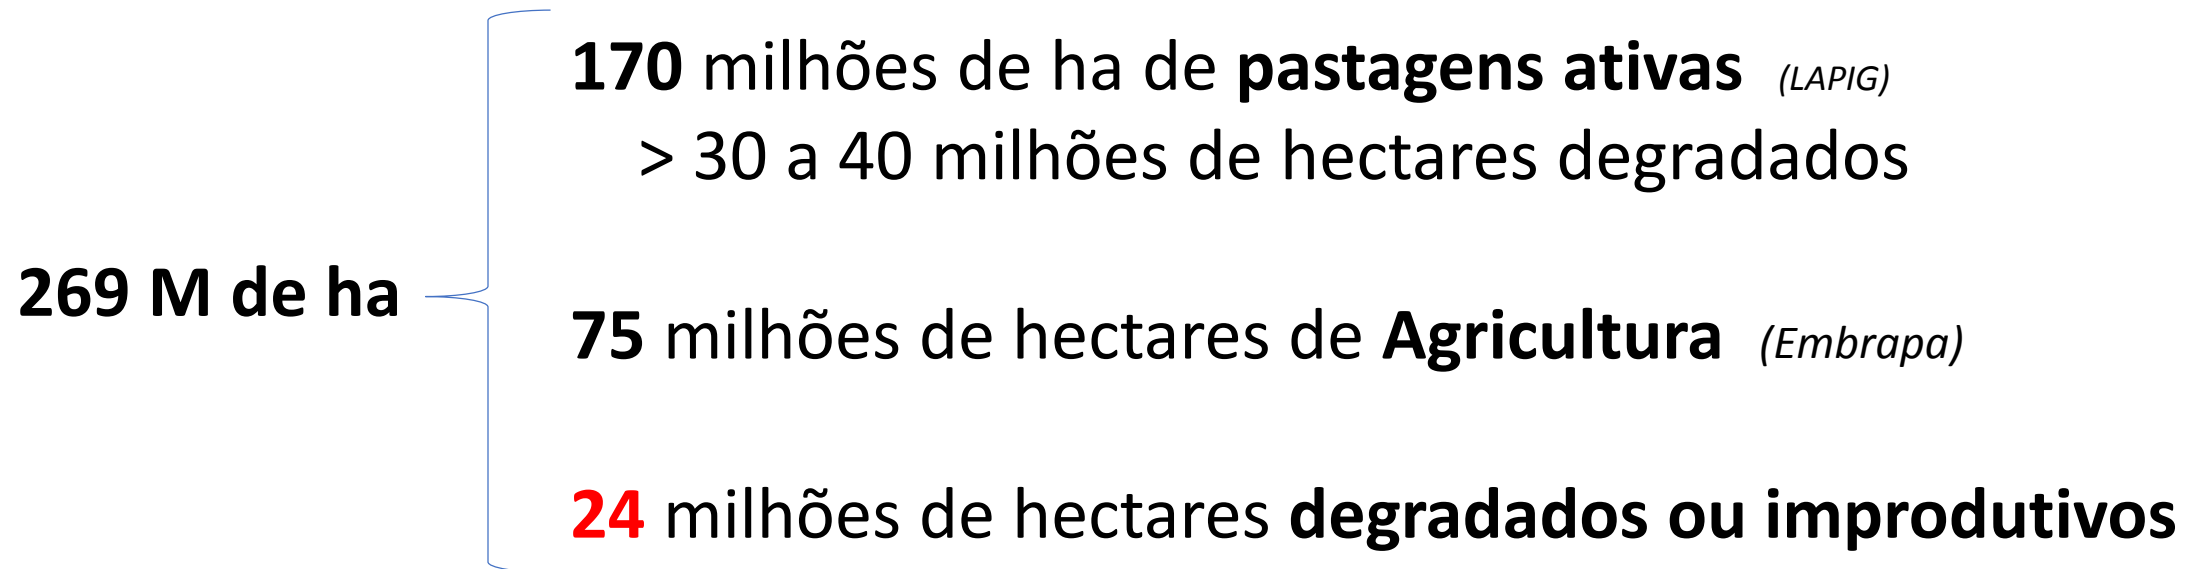 170 milhões de ha de pastagens ativas (LAPIG)
> 30 a 40 milhões de hectares degradados
269 M de ha
75 milhões de hectares de Agricultura (Embrapa)
24 milhões de hectares degradados ou improdutivos